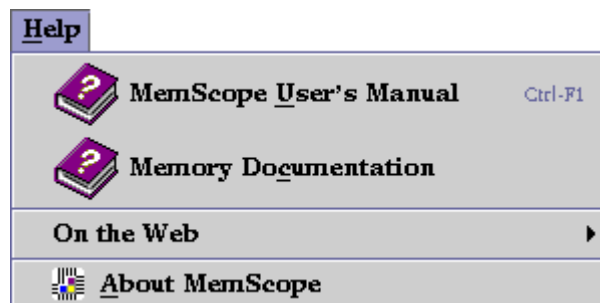 Help
MemScope User's Manual Ctrl-F1
Memory Documentation
On the Web
About MemScope